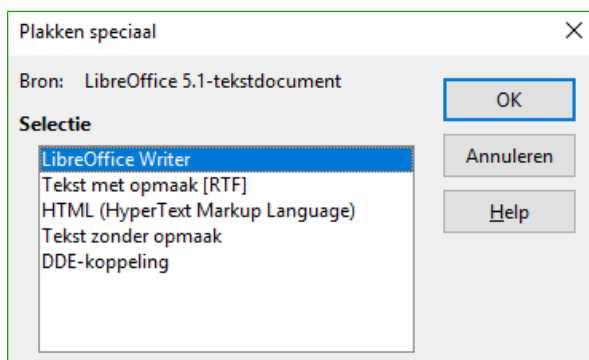 Plakken speciaal
Bron: LibreOffice 5.1-tekstdocument
OK
Selectie
LibreOffice Writer
Annuleren
Tekst met opmaak [RTF]
HTML (HyperText Markup Language)
Help
Tekst zonder opmaak
DDE-koppeling